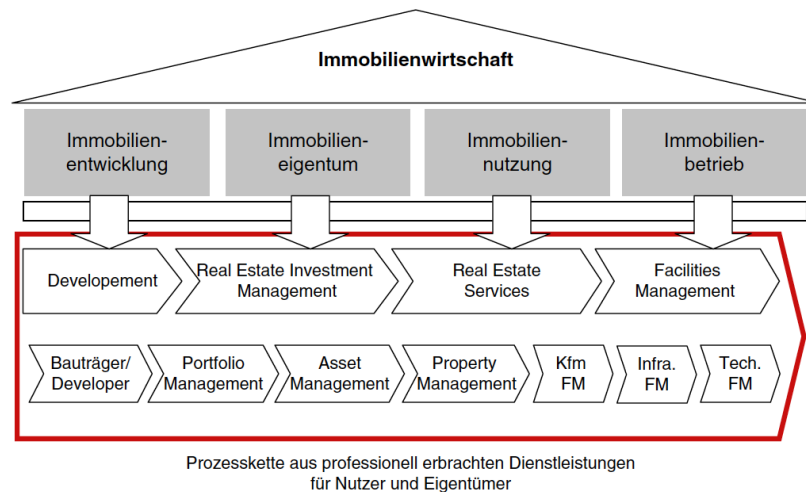 Immobilienwirtschaft
Immobilien-
entwicklung
Immobilien-
eigentum
Immobilien-
nutzung
Immobilien-
betrieb
Developement
Real Estate Investment
Management
Real Estate
Services
Facilities
Management
Bauträger/
Developer
Portfolio
Management
Asset
Management
Property
Management
Kfm
FM
Infra.
FM
Tech.
FM
Prozesskette aus professionell erbrachten Dienstleistungen
für Nutzer und Eigentümer